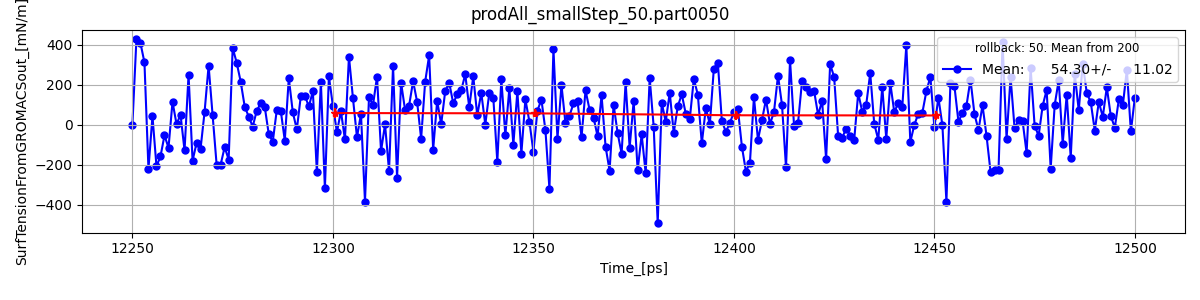 prodAll_smallStep_50.part0050
SurfTensionFromGROMACSout_[mN/m]
400
200
0
−200
−400
rollback: 50. Mean from 200
Mean: 54.30+/- 11.02
12250 12300 12350 12400 12450 12500
Time_[ps]